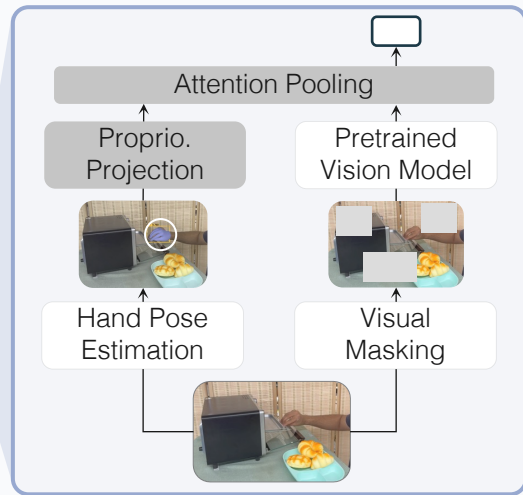 Attention Pooling
Proprio.
Projection
Pretrained
Vision Model
Hand Pose
Estimation
Visual
Masking